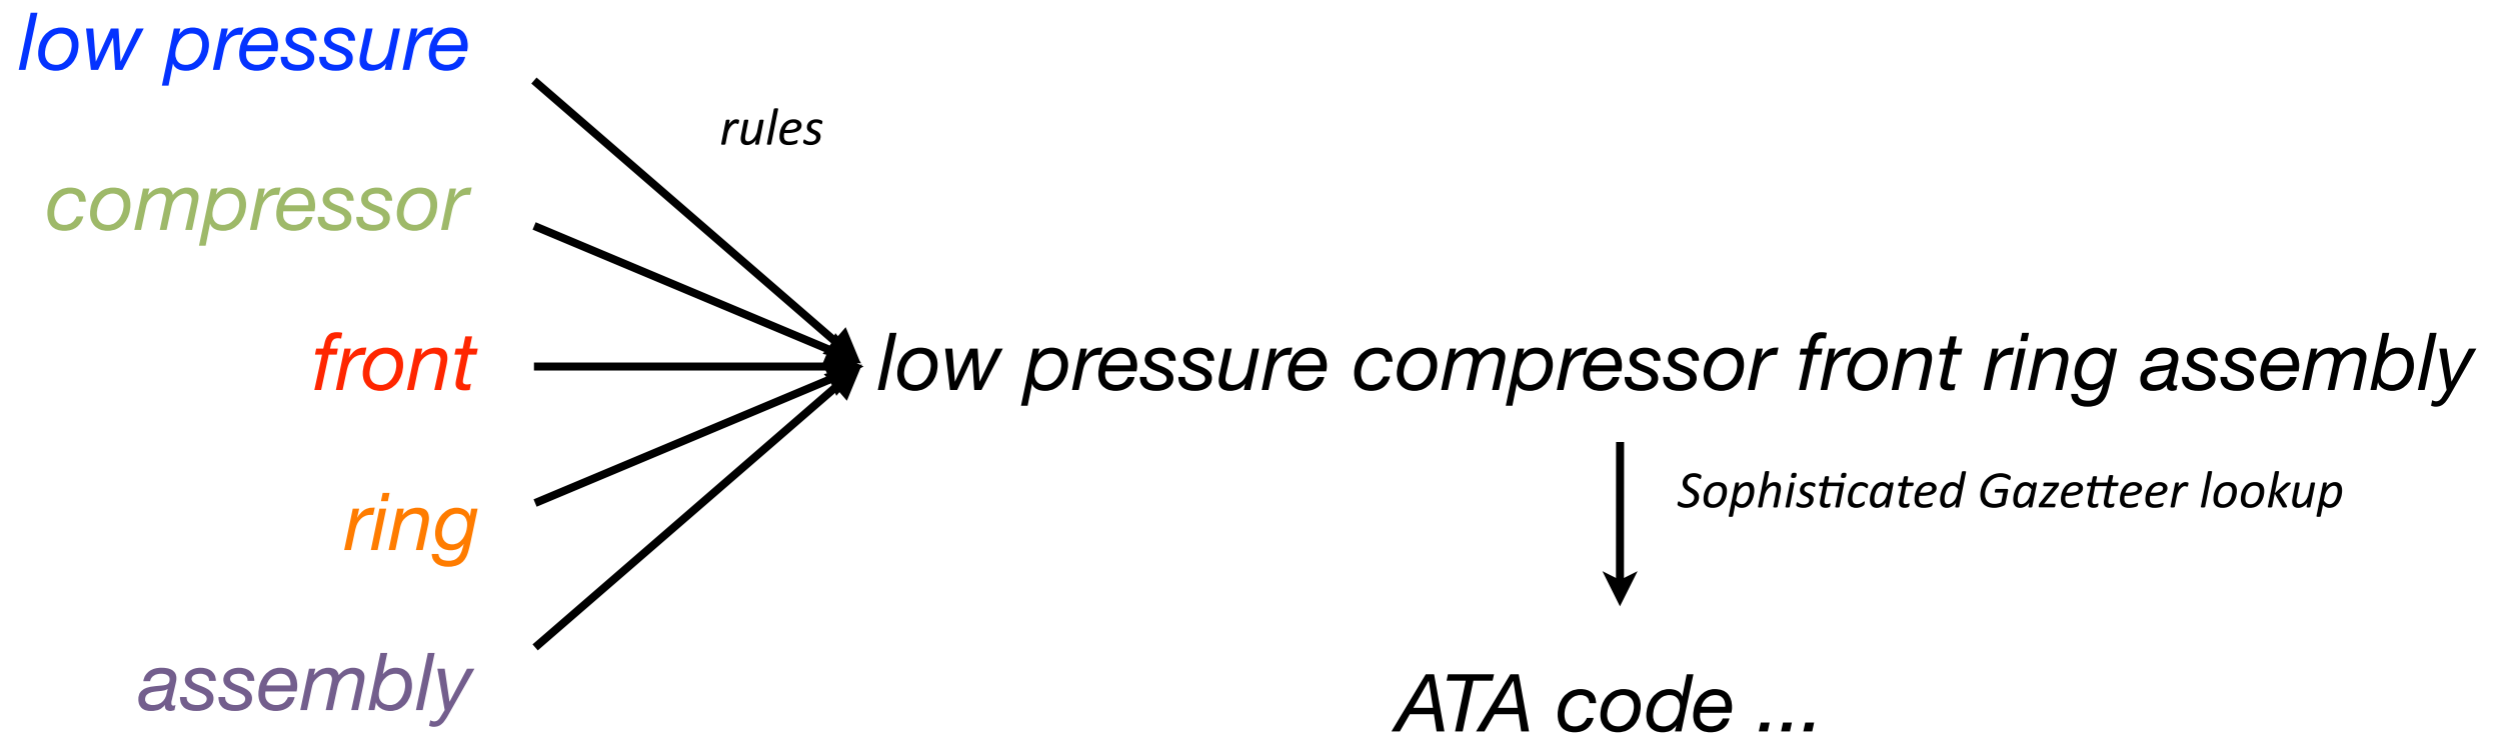 low pressure
rules
compressor
front
low pressure compressor front ring assembly
ring
Sophisticated Gazetteer lookup
assembly
ATA code ...